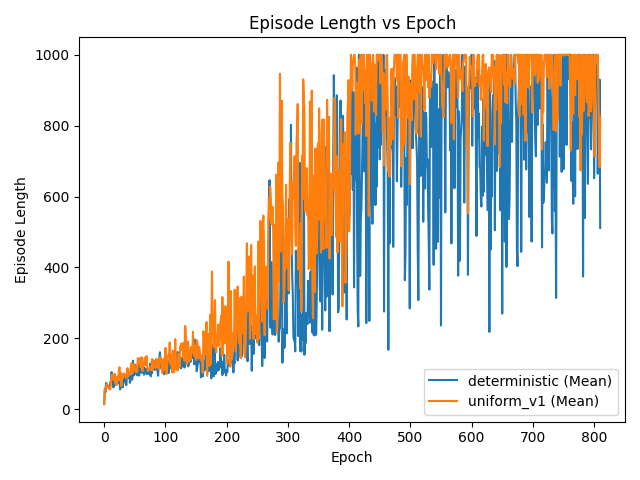 Episode Length vs Epoch
Episode Length
1000
800
600
400
200
0
0 100 200 300 400 500 600 700 800
Epoch
deterministic (Mean)
uniform_v1 (Mean)